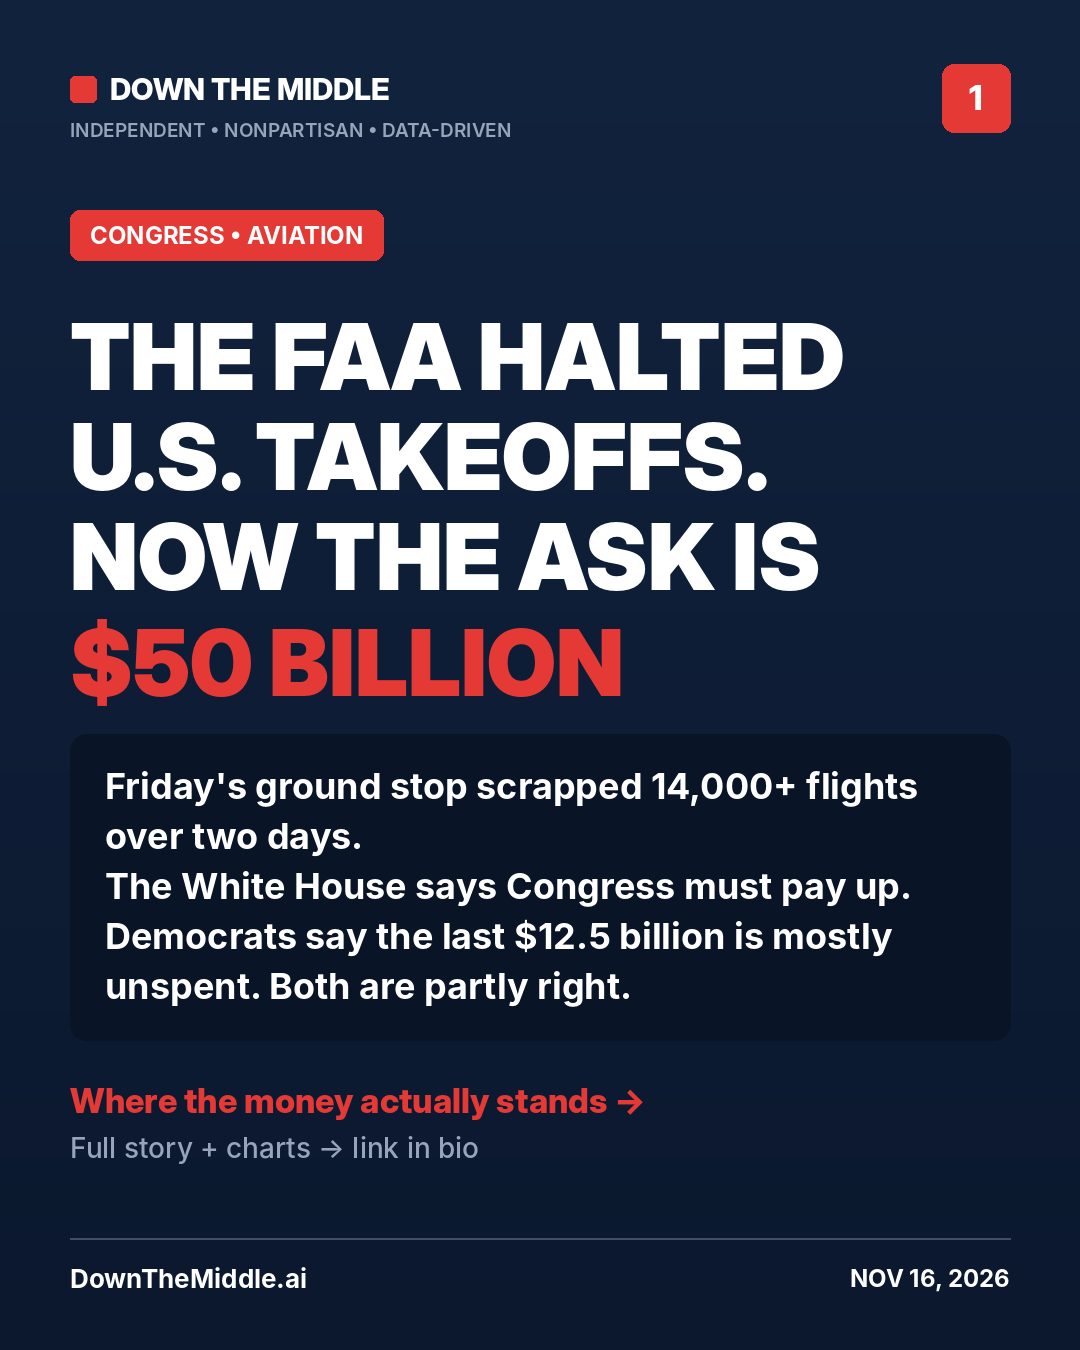 DOWN THE MIDDLE
1
INDEPENDENT • NONPARTISAN • DATA-DRIVEN
CONGRESS • AVIATION
THE FAA HALTED
U.S. TAKEOFFS.
NOW THE ASK IS
$50 BILLION
Friday's ground stop scrapped 14,000+ flights
over two days.
The White House says Congress must pay up.
Democrats say the last $12.5 billion is mostly
unspent. Both are partly right.
Where the money actually stands →
Full story + charts → link in bio
DownTheMiddle.ai
NOV 16, 2026